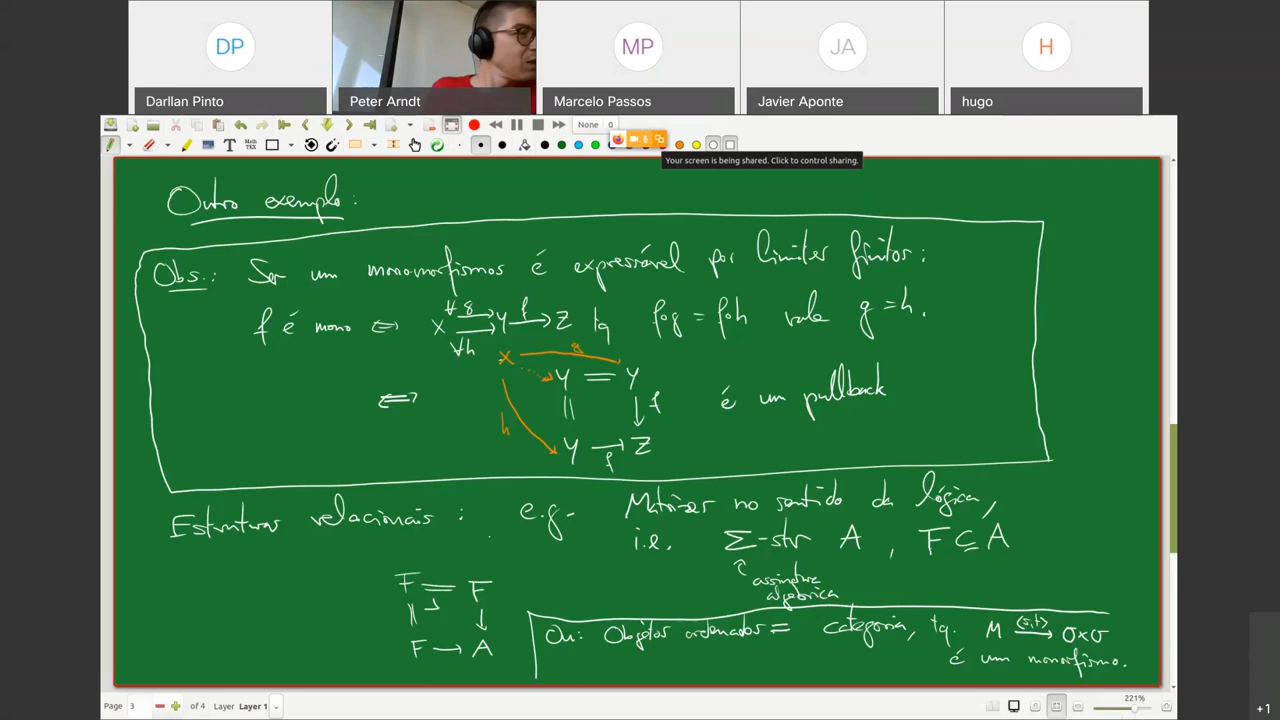 DP
MP
JA
H
Darllan Pinto
Peter Arndt
Marcelo Passos
Javier Aponte
hugo
None 0
Your screen is being shared. Click to control sharing.
Outro exemplo:
Obs.: Ser um monomorfismos é expressável por limites finitos:
f é mono ⇔ X ⇉ Y →f Z tq f∘g = f∘h vale g = h.
∀g
∀h
X g
Y = Y
⇔ || ↓ f é um pullback
h
Y → Z
f
Estruturas relacionais: e.g. Matrizes no sentido da lógica,
i.e. Σ-str A, F ⊆ A
assinatura
algébrica
F = F
|| ↓
F → A
Ou: Objetos ordenados = categoria, tq. M →(s,t) O×O
é um monomorfismo.
Page 3 of 4 Layer Layer 1
221%
+1